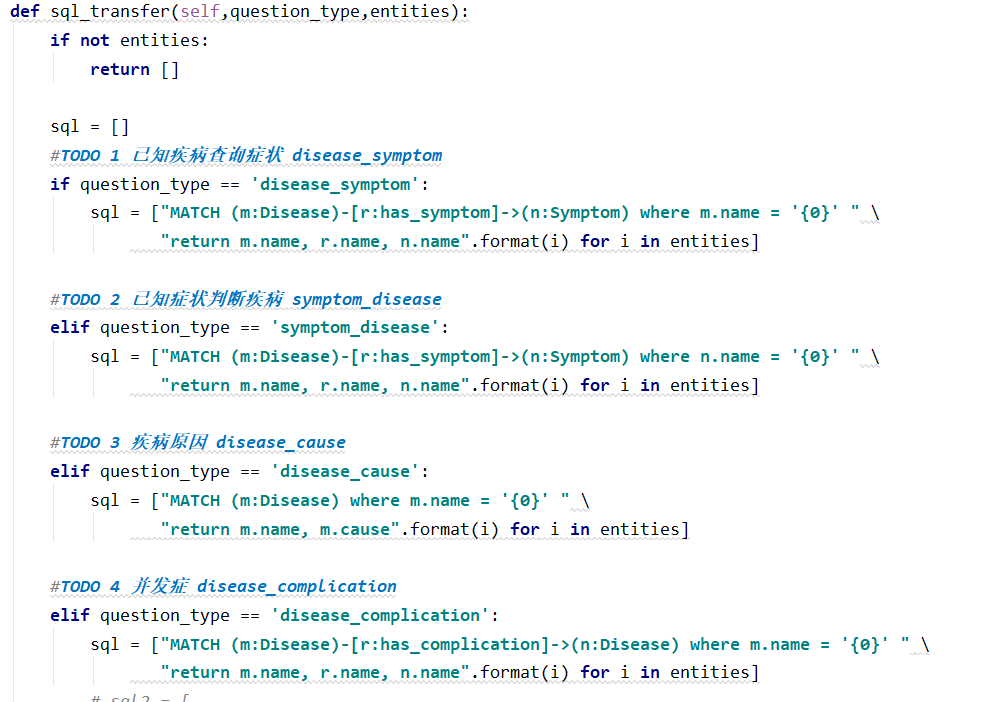 def sql_transfer(self,question_type,entities):
    if not entities:
        return []

    sql = []
    #TODO 1 已知疾病查询症状 disease_symptom
    if question_type == 'disease_symptom':
        sql = ["MATCH (m:Disease)-[r:has_symptom]->(n:Symptom) where m.name = '{0}' " \
               "return m.name, r.name, n.name".format(i) for i in entities]

    #TODO 2 已知症状判断疾病 symptom_disease
    elif question_type == 'symptom_disease':
        sql = ["MATCH (m:Disease)-[r:has_symptom]->(n:Symptom) where n.name = '{0}' " \
               "return m.name, r.name, n.name".format(i) for i in entities]

    #TODO 3 疾病原因 disease_cause
    elif question_type == 'disease_cause':
        sql = ["MATCH (m:Disease) where m.name = '{0}' " \
               "return m.name, m.cause".format(i) for i in entities]

    #TODO 4 并发症 disease_complication
    elif question_type == 'disease_complication':
        sql = ["MATCH (m:Disease)-[r:has_complication]->(n:Disease) where m.name = '{0}' " \
               "return m.name, r.name, n.name".format(i) for i in entities]
        # sql2 = [